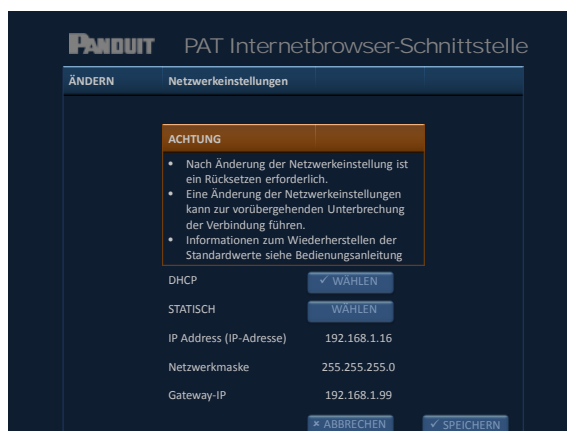 PANDUIT PAT Internetbrowser-Schnittstelle
ÄNDERN Netzwerkeinstellungen
ACHTUNG
• Nach Änderung der Netzwerkeinstellung ist
ein Rücksetzen erforderlich.
• Eine Änderung der Netzwerkeinstellungen
kann zur vorübergehenden Unterbrechung
der Verbindung führen.
• Informationen zum Wiederherstellen der
Standardwerte siehe Bedienungsanleitung
DHCP ✓ WÄHLEN
STATISCH WÄHLEN
IP Address (IP-Adresse) 192.168.1.16
Netzwerkmaske 255.255.255.0
Gateway-IP 192.168.1.99
× ABBRECHEN ✓ SPEICHERN